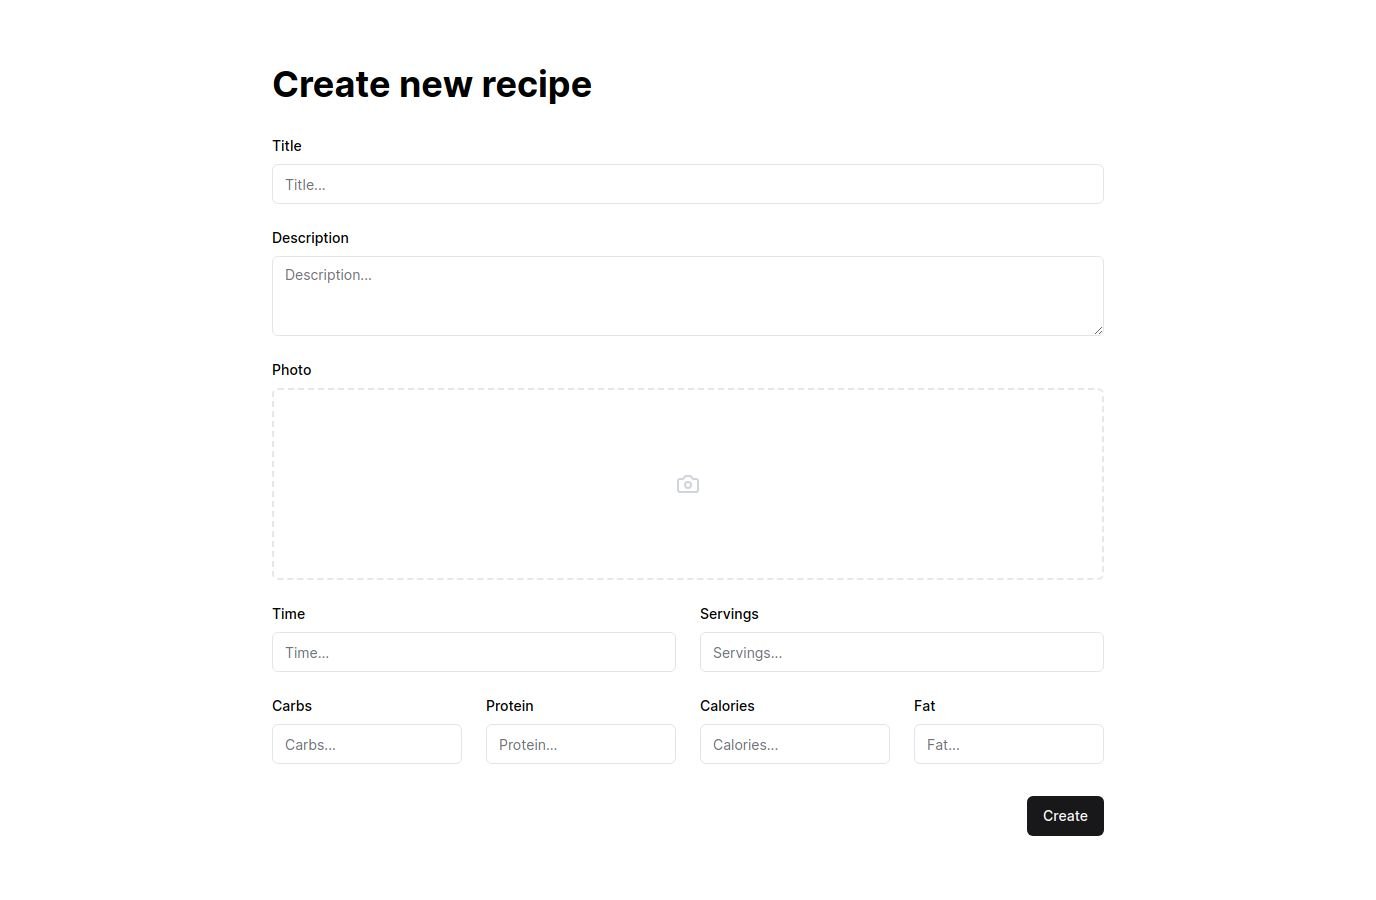 Create new recipe
Title
Title...
Description
Description...
Photo
Time
Servings
Time...
Servings...
Carbs
Protein
Calories
Fat
Carbs...
Protein...
Calories...
Fat...
Create